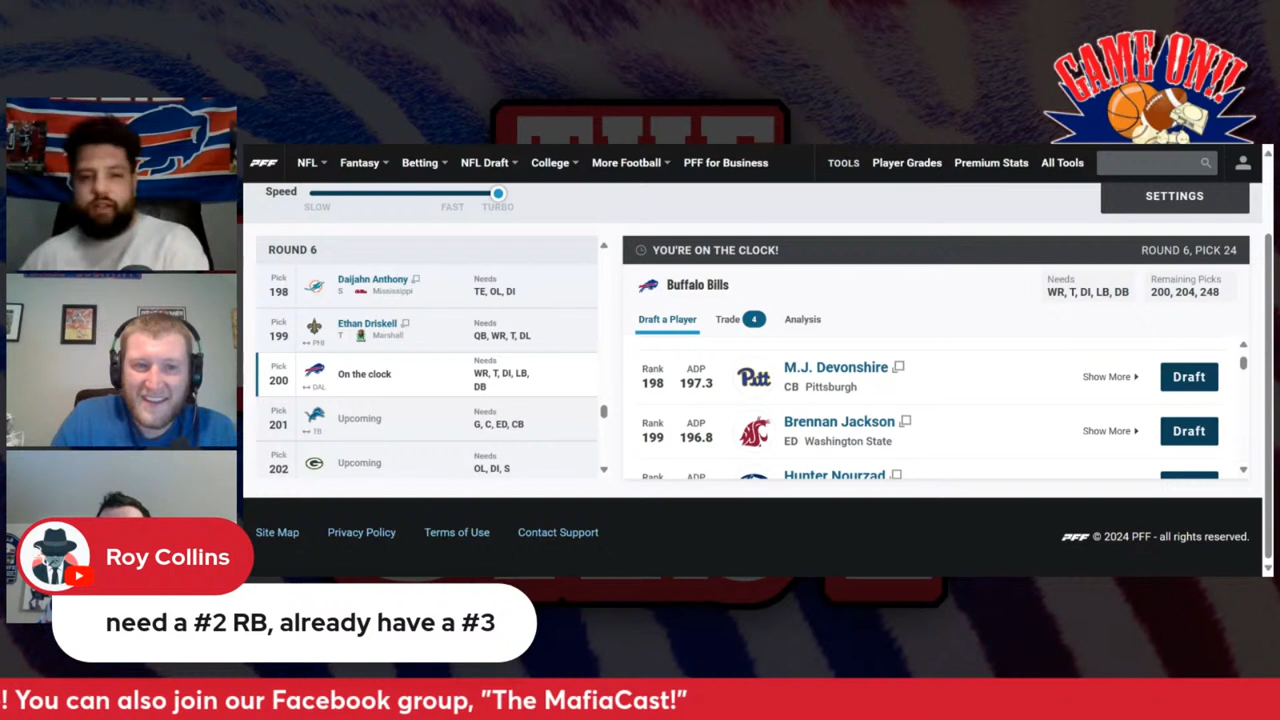 GAME ON!!
PFF
NFL
Fantasy
Betting
NFL Draft
College
More Football
PFF for Business
TOOLS
Player Grades
Premium Stats
All Tools
Speed
SLOW
FAST
TURBO
SETTINGS
ROUND 6
Pick 198
Daijahn Anthony
S Mississippi
Needs
TE, OL, DI
Pick 199
↔ PHI
Ethan Driskell
T Marshall
Needs
QB, WR, T, DL
Pick 200
↔ DAL
On the clock
Needs
WR, T, DI, LB,
DB
Pick 201
↔ TB
Upcoming
Needs
G, C, ED, CB
Pick 202
Upcoming
Needs
OL, DI, S
YOU'RE ON THE CLOCK!
ROUND 6, PICK 24
Buffalo Bills
Needs
WR, T, DI, LB, DB
Remaining Picks
200, 204, 248
Draft a Player
Trade 4
Analysis
Rank
198
ADP
197.3
Pitt
M.J. Devonshire
CB Pittsburgh
Show More
Draft
Rank
199
ADP
196.8
Brennan Jackson
ED Washington State
Show More
Draft
Rank
ADP
Hunter Nourzad
Site Map
Privacy Policy
Terms of Use
Contact Support
PFF © 2024 PFF - all rights reserved.
Roy Collins
need a #2 RB, already have a #3
! You can also join our Facebook group, "The MafiaCast!"